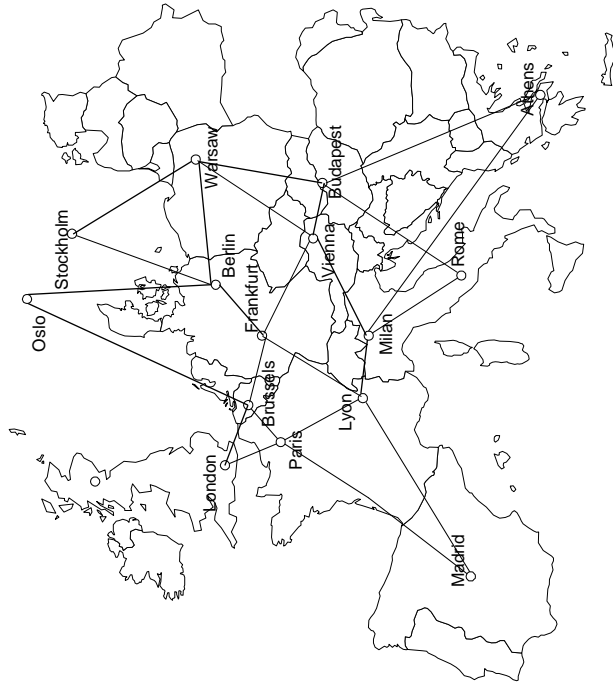 Oslo
Stockholm
Warsaw
Berlin
Frankfurt
Budapest
Vienna
Athens
London
Brussels
Paris
Lyon
Milan
Rome
Madrid